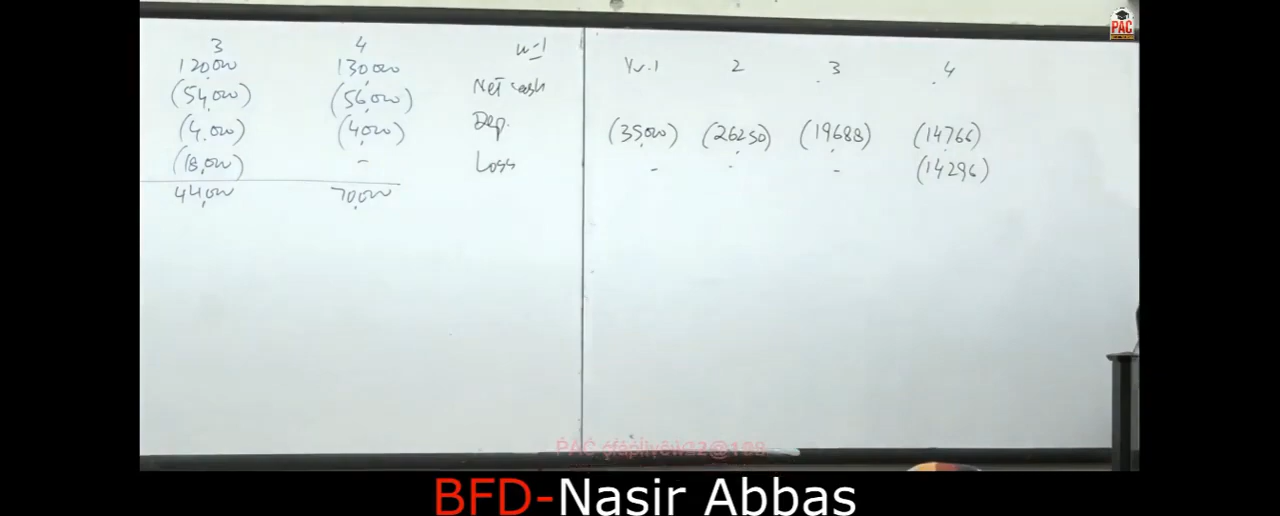 3 4 w-1 Yr.1 2 3 4
120,000 130,000
(54,000) (56,000) Net cash
(4,000) (4,000) Dep. (35,000) (26250) (19688) (14766)
(18,000) - Loss - - - (14296)
44,000 70,000
PAC
BFD-Nasir Abbas